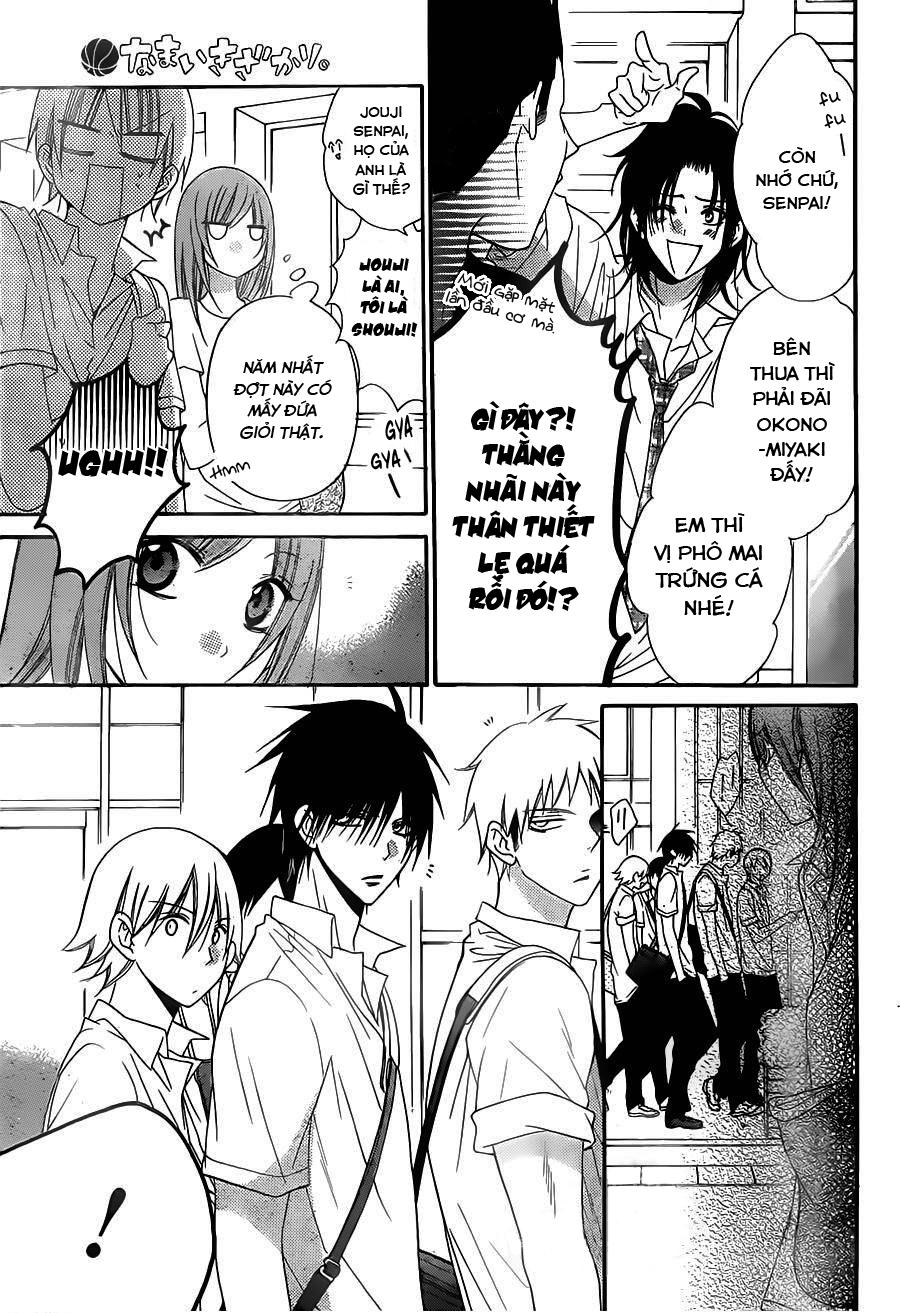 fu
fu
CÒN
NHỚ CHỨ,
SENPAI!
BÊN
THUA THÌ
PHẢI ĐÃI
OKONO
-MIYAKI
ĐẤY!
EM THÌ
VỊ PHÔ MAI
TRỨNG CÁ
NHÉ!
Mới gặp mặt
lần đầu cơ mà.
GÌ ĐÂY?!
THẰNG
NHÃI NÀY
THÂN THIẾT
LẸ QUÁ
RỒI ĐÓ!?
なまいきざかり。
JOUJI
SENPAI,
HỌ CỦA
ANH LÀ
GÌ THẾ?
JOUJI
LÀ AI,
TÔI LÀ
SHOUJI!
NĂM NHẤT
ĐỢT NÀY CÓ
MẤY ĐỨA
GIỎI THẬT.
Hmm
GYA
GYA
UGHH!!
!